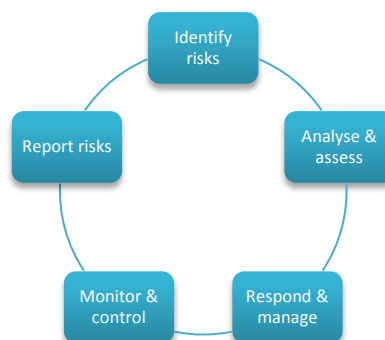 Identify
risks
Analyse &
assess
Respond &
manage
Monitor &
control
Report risks